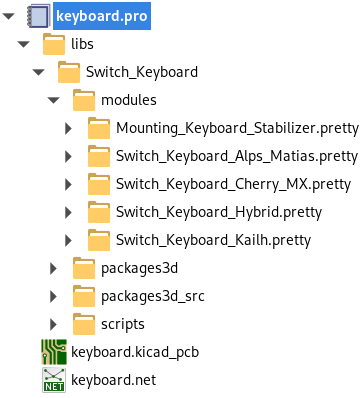 keyboard.pro
libs
Switch_Keyboard
modules
Mounting_Keyboard_Stabilizer.pretty
Switch_Keyboard_Alps_Matias.pretty
Switch_Keyboard_Cherry_MX.pretty
Switch_Keyboard_Hybrid.pretty
Switch_Keyboard_Kailh.pretty
packages3d
packages3d_src
scripts
keyboard.kicad_pcb
NET keyboard.net